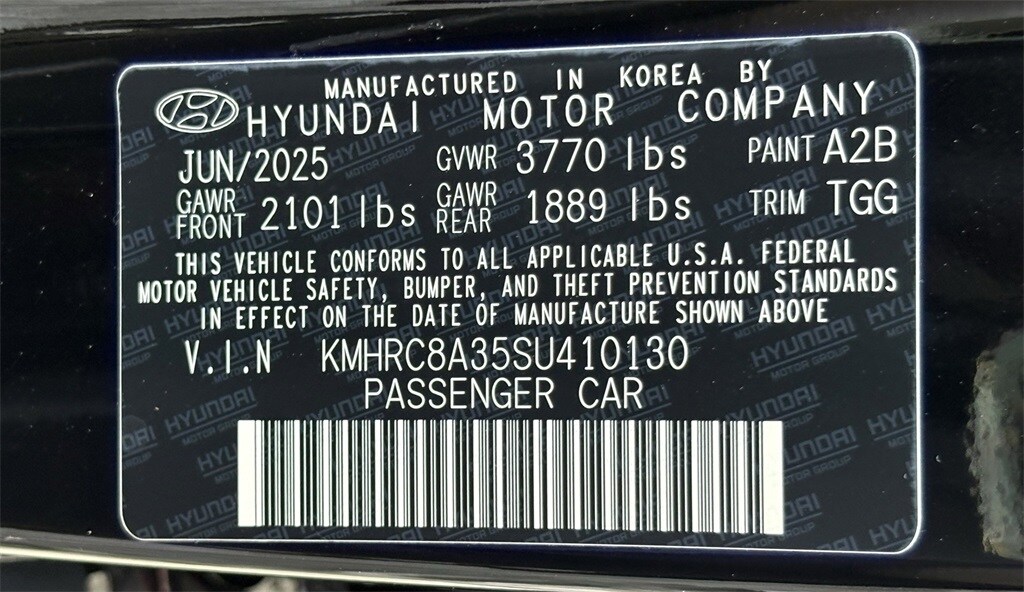 MANUFACTURED IN KOREA BY
HYUNDAI MOTOR COMPANY
JUN/2025 GVWR 3770 lbs PAINT A2B
GAWR FRONT 2101 lbs GAWR REAR 1889 lbs TRIM TGG
THIS VEHICLE CONFORMS TO ALL APPLICABLE U.S.A. FEDERAL
MOTOR VEHICLE SAFETY, BUMPER, AND THEFT PREVENTION STANDARDS
IN EFFECT ON THE DATE OF MANUFACTURE SHOWN ABOVE
V.I.N KMHRC8A35SU410130
PASSENGER CAR